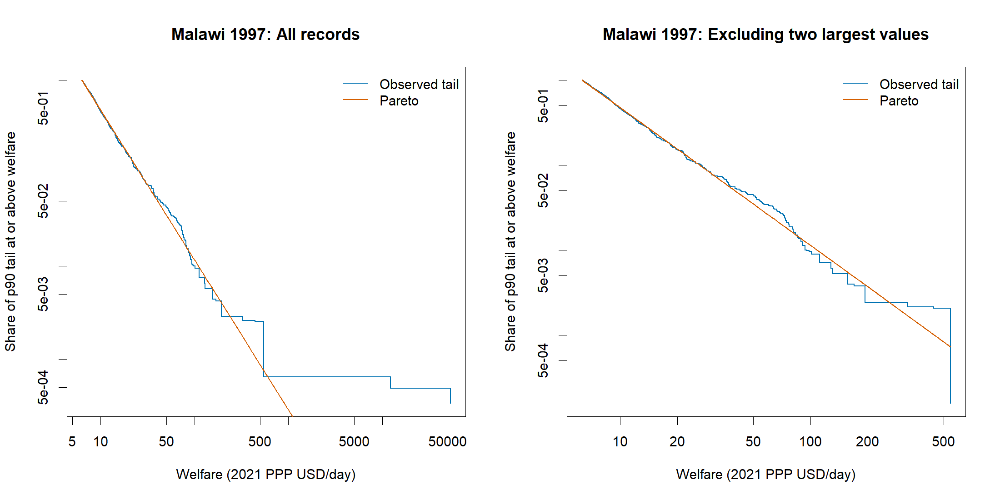 Malawi 1997: All records
Observed tail
Pareto
5e-01
5e-02
5e-03
5e-04
Share of p90 tail at or above welfare
5 10 50 500 5000 50000
Welfare (2021 PPP USD/day)
Malawi 1997: Excluding two largest values
Observed tail
Pareto
5e-01
5e-02
5e-03
5e-04
Share of p90 tail at or above welfare
10 20 50 100 200 500
Welfare (2021 PPP USD/day)